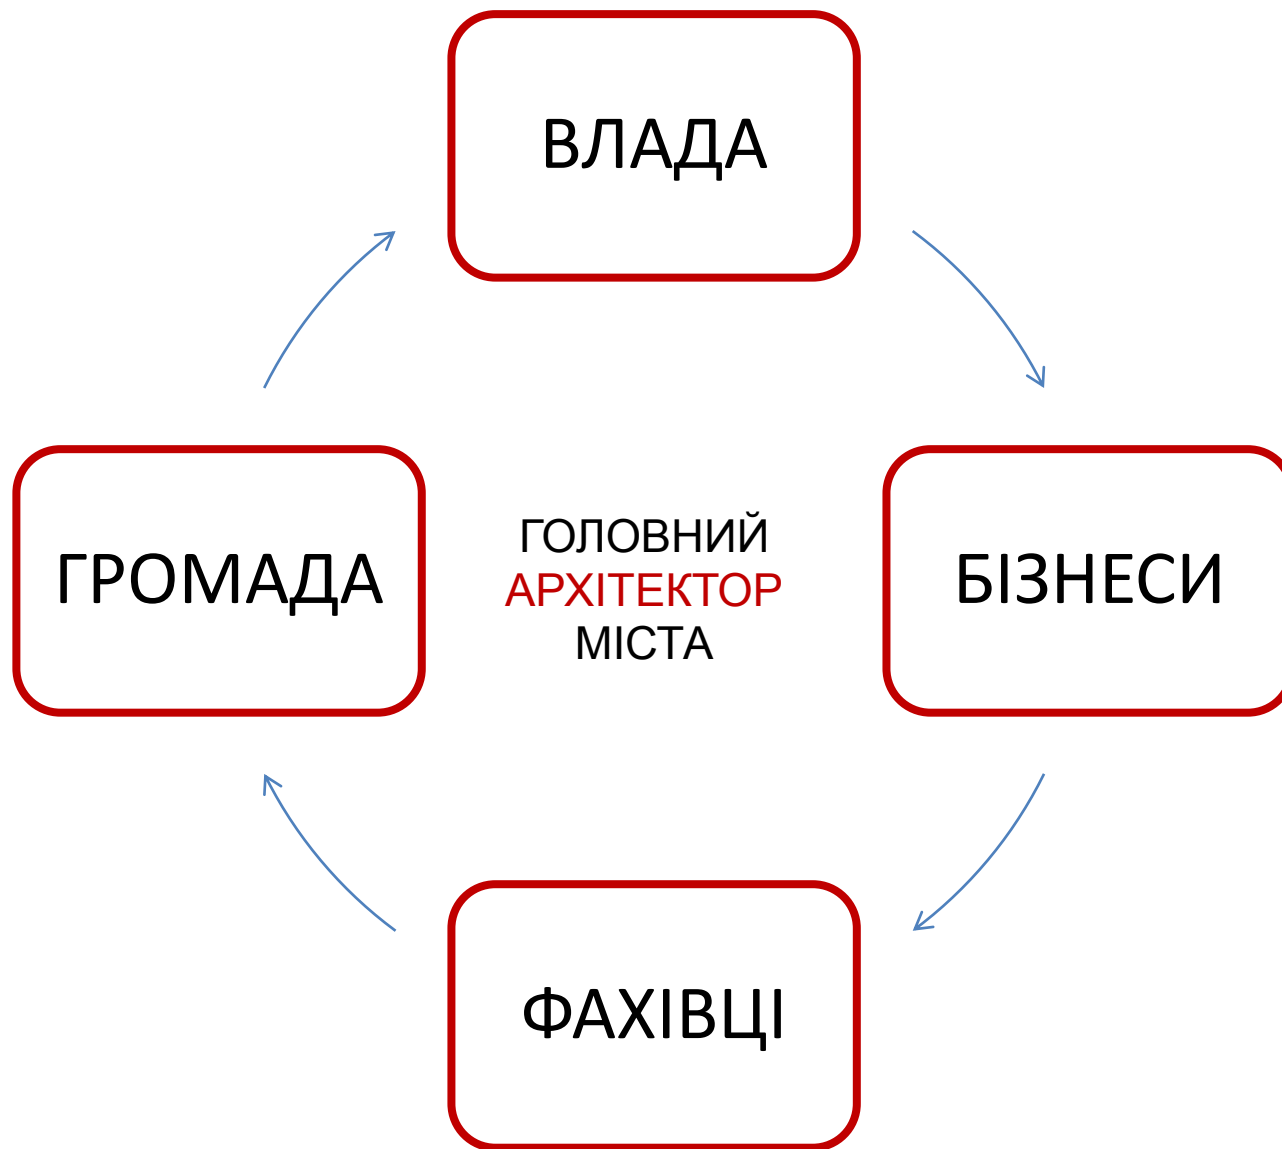 ВЛАДА
ГРОМАДА
ГОЛОВНИЙ
АРХІТЕКТОР
МІСТА
БІЗНЕСИ
ФАХІВЦІ